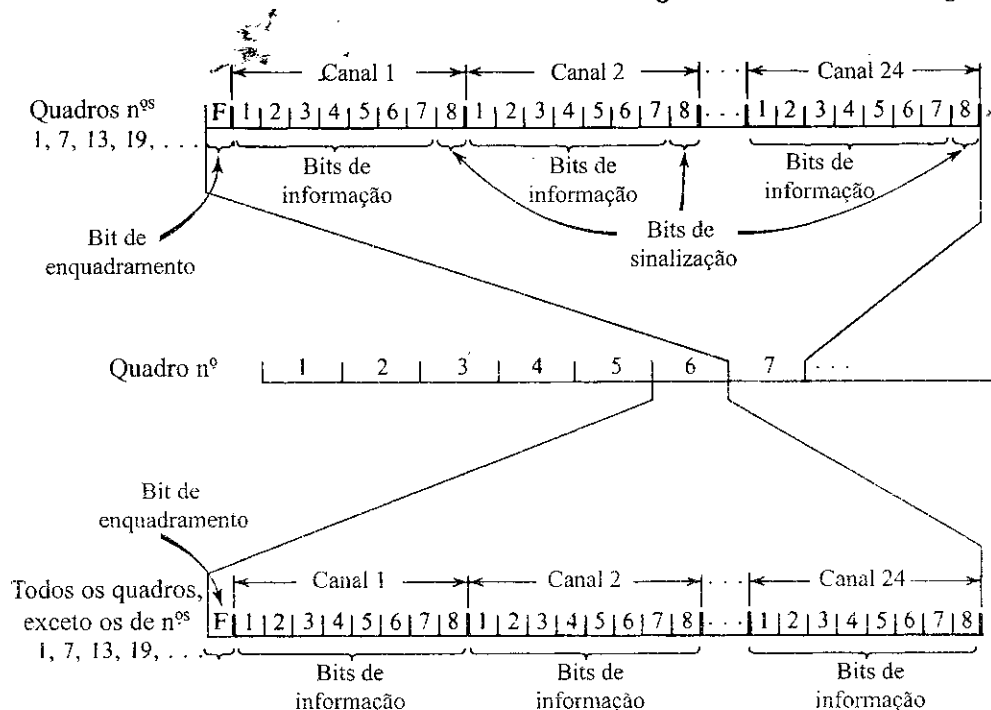 Canal 1 Canal 2 . . . Canal 24
Quadros nºs
1, 7, 13, 19, . . .
F 1 2 3 4 5 6 7 8 1 2 3 4 5 6 7 8 . . . 1 2 3 4 5 6 7 8
Bits de
informação
Bits de
informação
Bits de
informação
Bit de
enquadramento
Bits de
sinalização
Quadro nº 1 2 3 4 5 6 7 . . .
Bit de
enquadramento
Canal 1 Canal 2 . . . Canal 24
Todos os quadros,
exceto os de nºs
1, 7, 13, 19, . . .
F 1 2 3 4 5 6 7 8 1 2 3 4 5 6 7 8 . . . 1 2 3 4 5 6 7 8
Bits de
informação
Bits de
informação
Bits de
informação